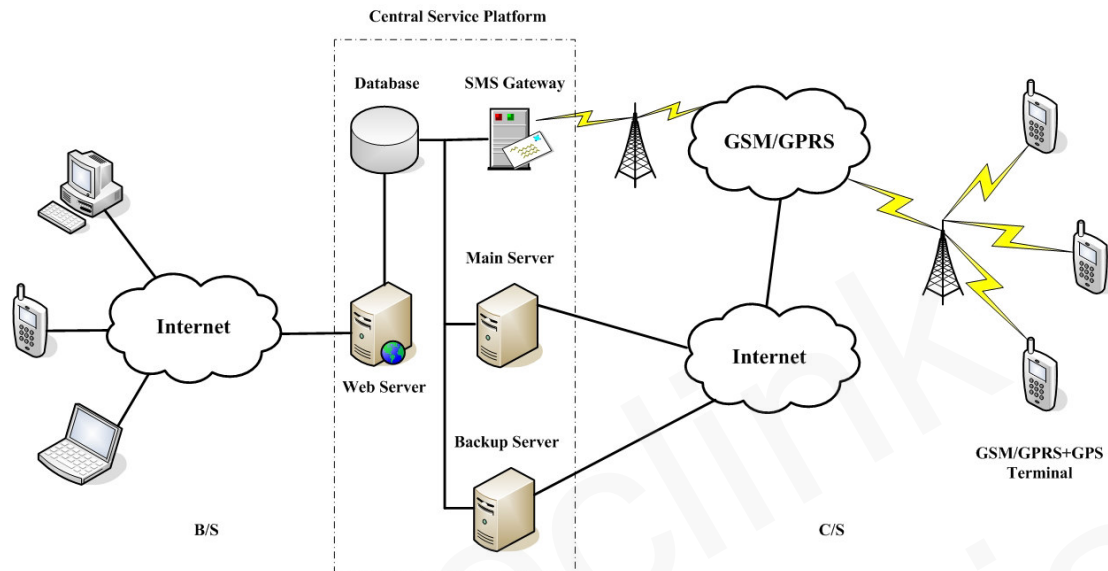 Central Service Platform
Database
SMS Gateway
GSM/GPRS
Main Server
Internet
Internet
Web Server
Backup Server
GSM/GPRS+GPS
Terminal
B/S
C/S